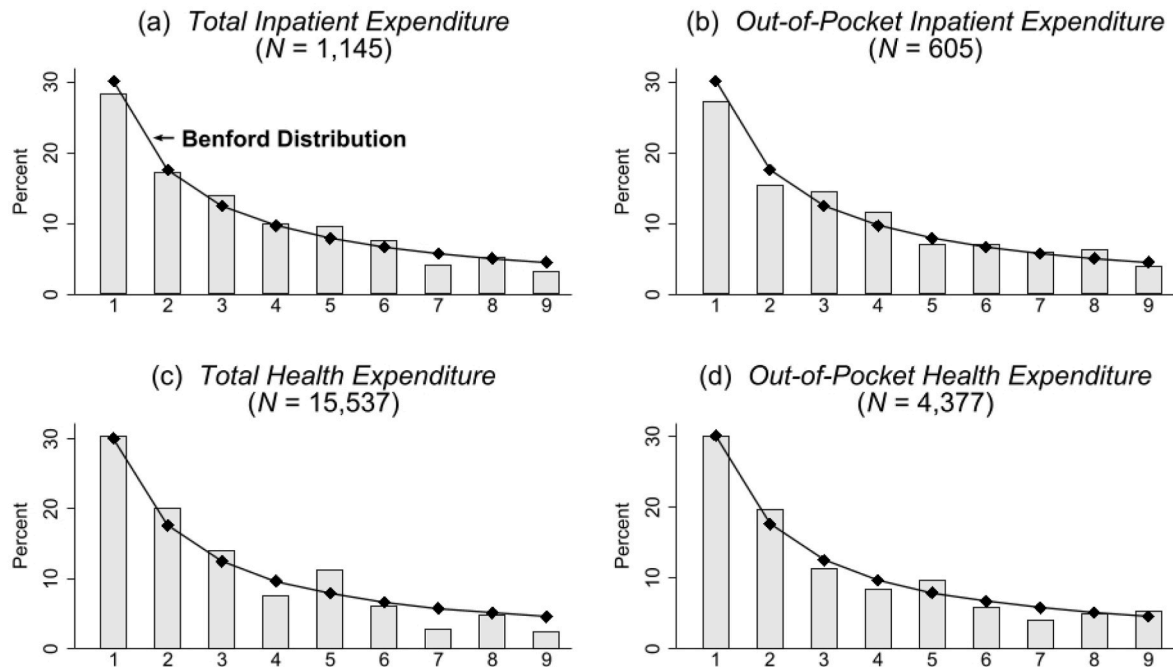 (a) Total Inpatient Expenditure
(N = 1,145)
Percent
30
20
10
0
Benford Distribution
1 2 3 4 5 6 7 8 9
(b) Out-of-Pocket Inpatient Expenditure
(N = 605)
Percent
30
20
10
0
1 2 3 4 5 6 7 8 9
(c) Total Health Expenditure
(N = 15,537)
Percent
30
20
10
0
1 2 3 4 5 6 7 8 9
(d) Out-of-Pocket Health Expenditure
(N = 4,377)
Percent
30
20
10
0
1 2 3 4 5 6 7 8 9